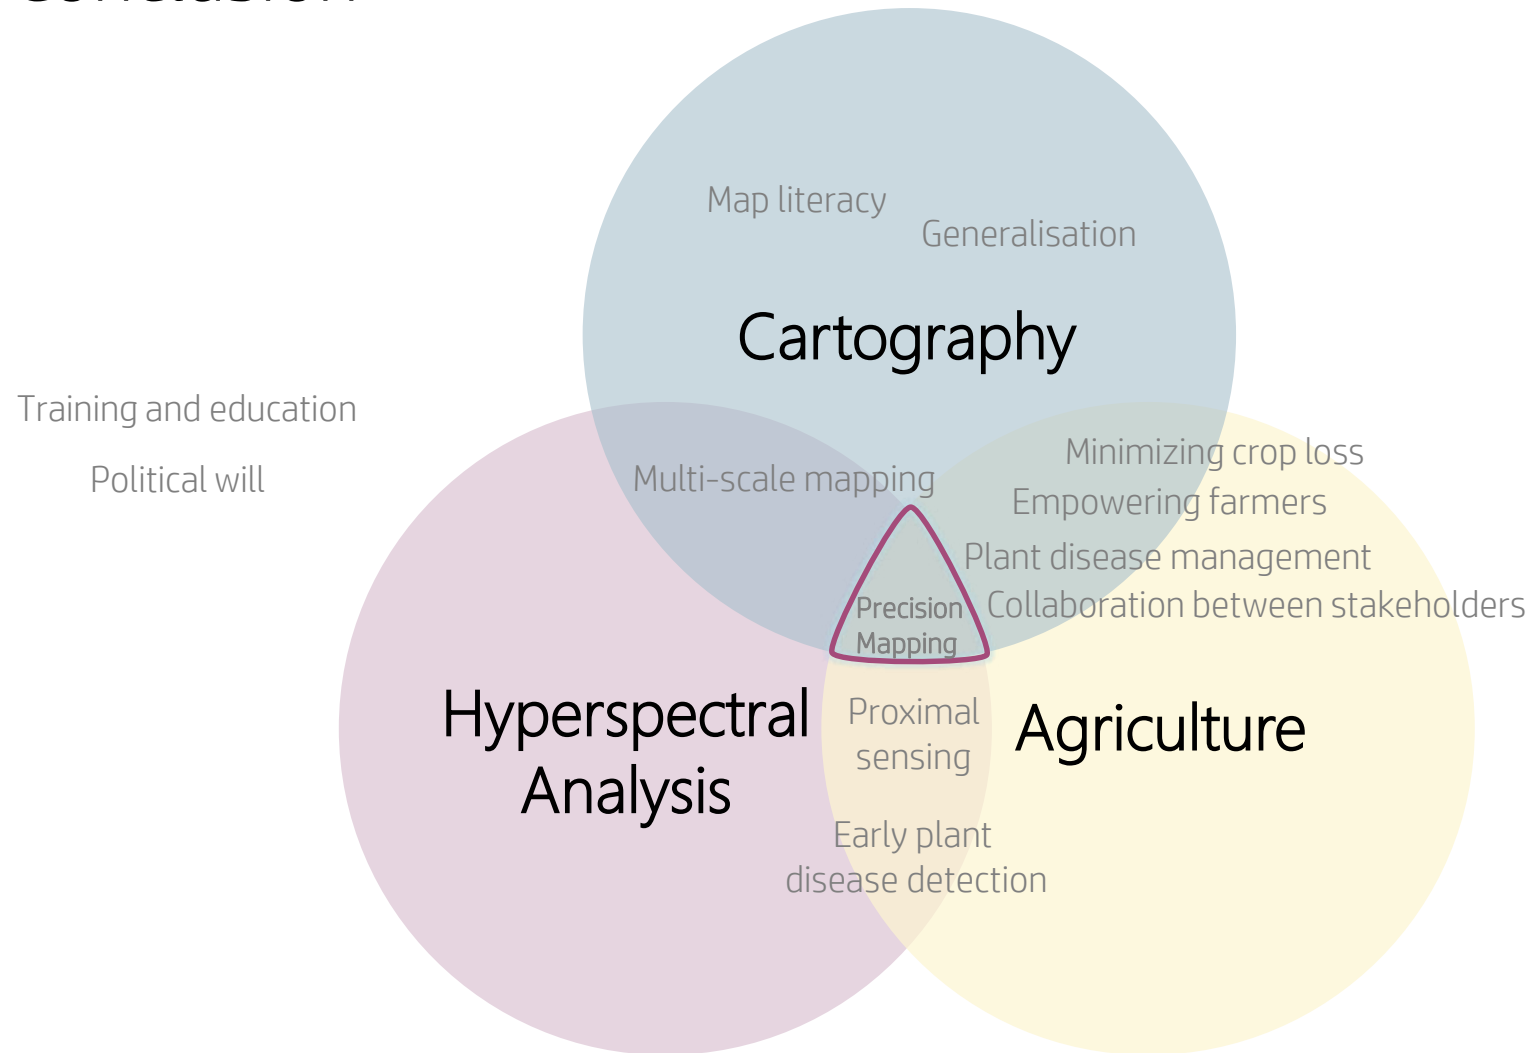 Conclusion
Map literacy
Generalisation
Cartography
Training and education
Political will
Multi-scale mapping
Minimizing crop loss
Empowering farmers
Plant disease management
Collaboration between stakeholders
Precision
Mapping
Hyperspectral
Analysis
Proximal
sensing
Agriculture
Early plant
disease detection